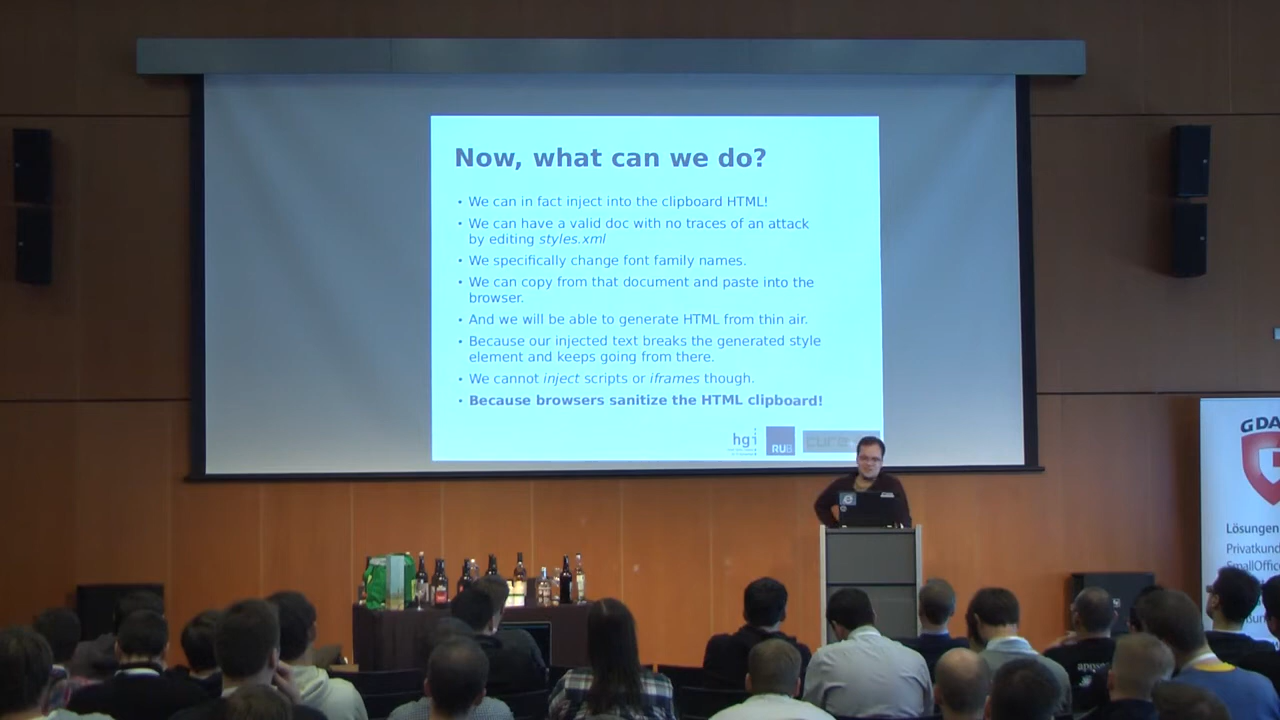 Now, what can we do?
• We can in fact inject into the clipboard HTML!
• We can have a valid doc with no traces of an attack
by editing styles.xml
• We specifically change font family names.
• We can copy from that document and paste into the
browser.
• And we will be able to generate HTML from thin air.
• Because our injected text breaks the generated style
element and keeps going from there.
• We cannot inject scripts or iframes though.
• Because browsers sanitize the HTML clipboard!
hgi
RUB
GDA
Lösungen
Privatkund
SmallOffice